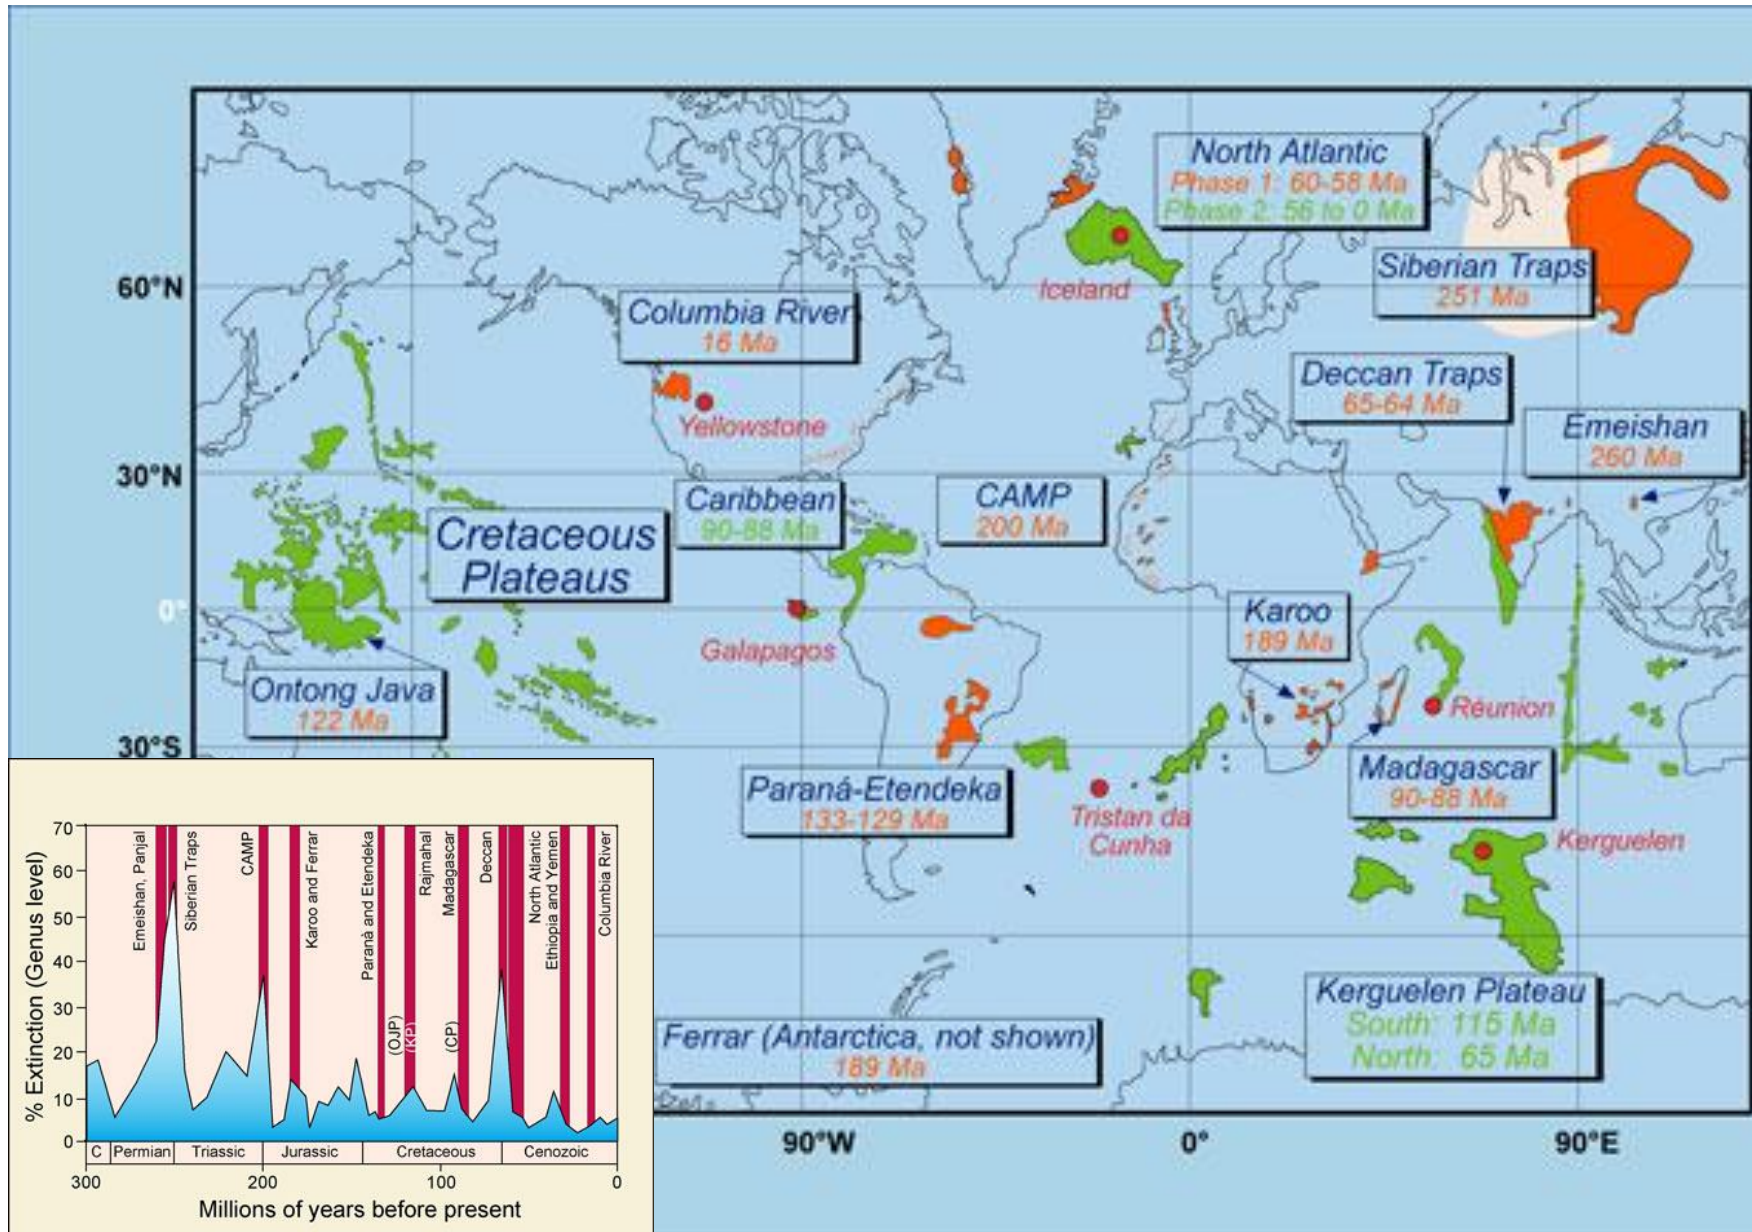 North Atlantic
Phase 1: 60-58 Ma
Phase 2: 56 to 0 Ma
Siberian Traps
251 Ma
60°N
Iceland
Columbia River
16 Ma
Deccan Traps
65-64 Ma
Yellowstone
Emeishan
260 Ma
30°N
Caribbean
90-88 Ma
CAMP
200 Ma
Cretaceous
Plateaus
0°
Galapagos
Karoo
189 Ma
Ontong Java
122 Ma
Réunion
30°S
Madagascar
90-88 Ma
Paraná-Etendeka
133-129 Ma
Tristan da
Cunha
Kerguelen
Kerguelen Plateau
South: 115 Ma
North: 65 Ma
Ferrar (Antarctica, not shown)
189 Ma
90°W
0°
90°E
% Extinction (Genus level)
70
60
50
40
30
20
10
0
Emeishan, Panjal
Siberian Traps
CAMP
Karoo and Ferrar
Paranà and Etendeka
(OJP)
(KP)
Rajmahal
Madagascar
(CP)
Deccan
North Atlantic
Ethiopia and Yemen
Columbia River
C
Permian
Triassic
Jurassic
Cretaceous
Cenozoic
300
200
100
0
Millions of years before present